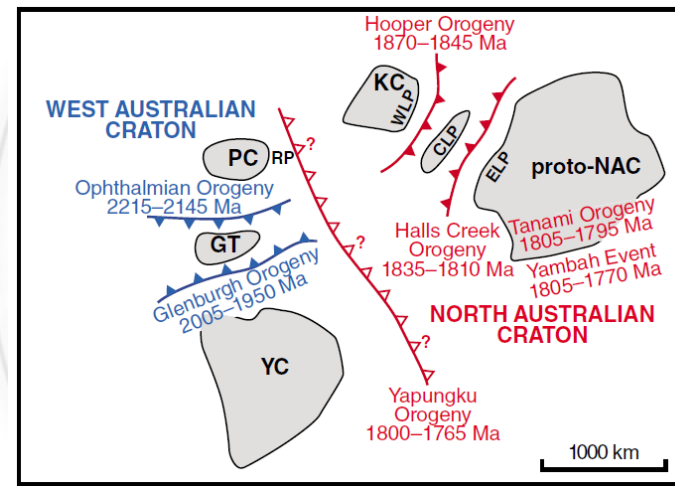 Hooper Orogeny
1870–1845 Ma
KC
WLP
WEST AUSTRALIAN
CRATON
CLP
PC
RP
?
ELP
proto-NAC
Ophthalmian Orogeny
2215–2145 Ma
Halls Creek
Orogeny
1835–1810 Ma
Tanami Orogeny
1805–1795 Ma
GT
?
Yambah Event
1805–1770 Ma
Glenburgh Orogeny
2005–1950 Ma
NORTH AUSTRALIAN
CRATON
?
YC
Yapungku
Orogeny
1800–1765 Ma
1000 km